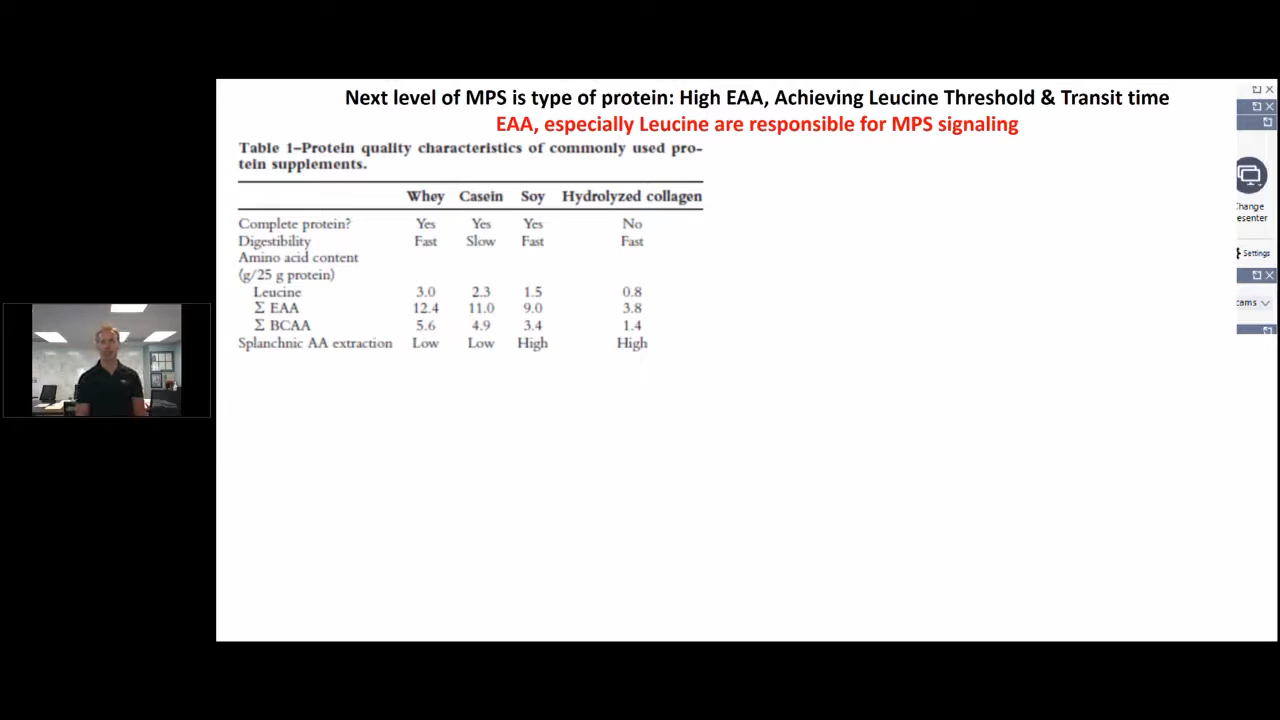 Next level of MPS is type of protein: High EAA, Achieving Leucine Threshold & Transit time
EAA, especially Leucine are responsible for MPS signaling
Table 1–Protein quality characteristics of commonly used pro-
tein supplements.
Whey Casein Soy Hydrolyzed collagen
Complete protein? Yes Yes Yes No
Digestibility Fast Slow Fast Fast
Amino acid content
(g/25 g protein)
Leucine 3.0 2.3 1.5 0.8
Σ EAA 12.4 11.0 9.0 3.8
Σ BCAA 5.6 4.9 3.4 1.4
Splanchnic AA extraction Low Low High High
Change
esenter
Settings
ams